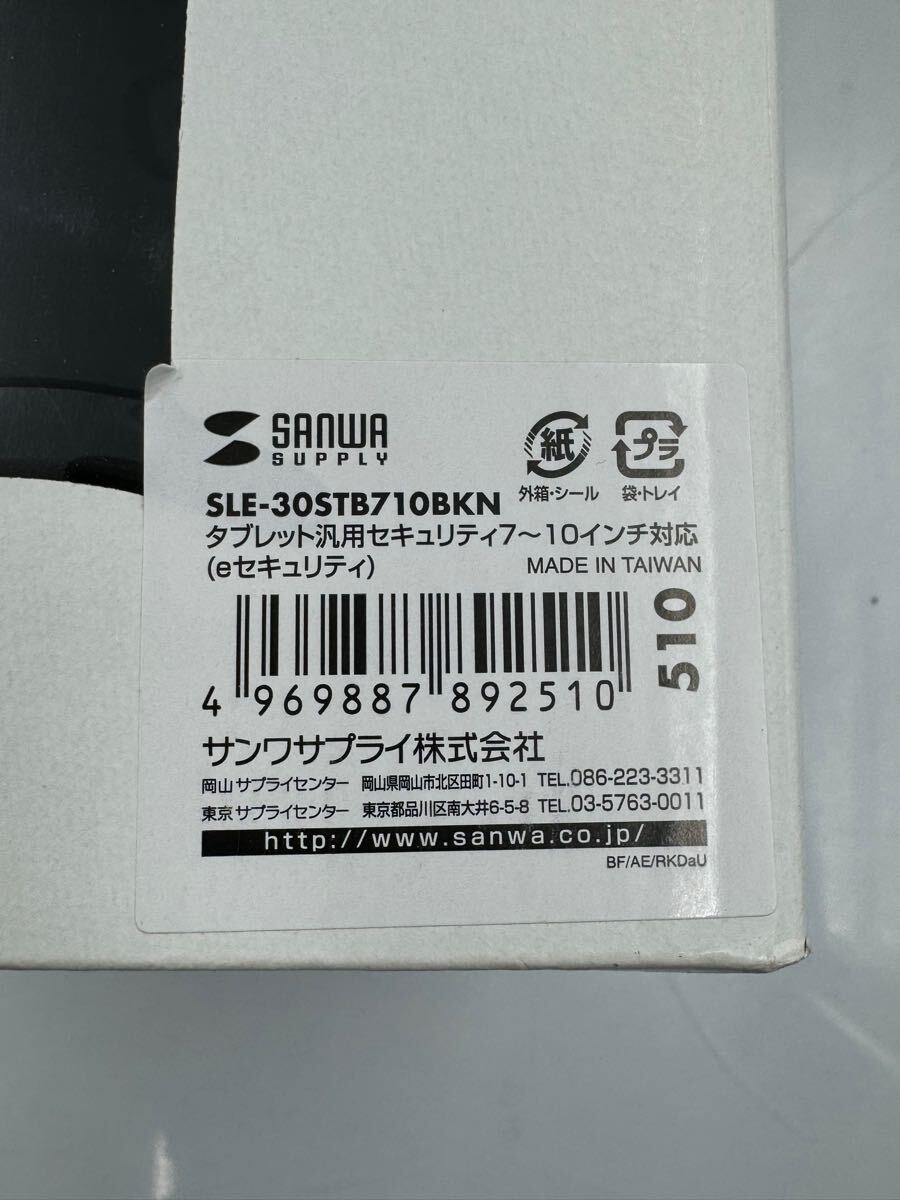 SANWA
SUPPLY
紙
プラ
外箱・シール
袋・トレイ
SLE-30STB710BKN
タブレット汎用セキュリティ7～10インチ対応
(eセキュリティ)
MADE IN TAIWAN
510
4 969887 892510
サンワサプライ株式会社
岡山 サプライセンター 岡山県岡山市北区田町1-10-1 TEL.086-223-3311
東京 サプライセンター 東京都品川区南大井6-5-8 TEL.03-5763-0011
http://www.sanwa.co.jp/
BF/AE/RKDaU